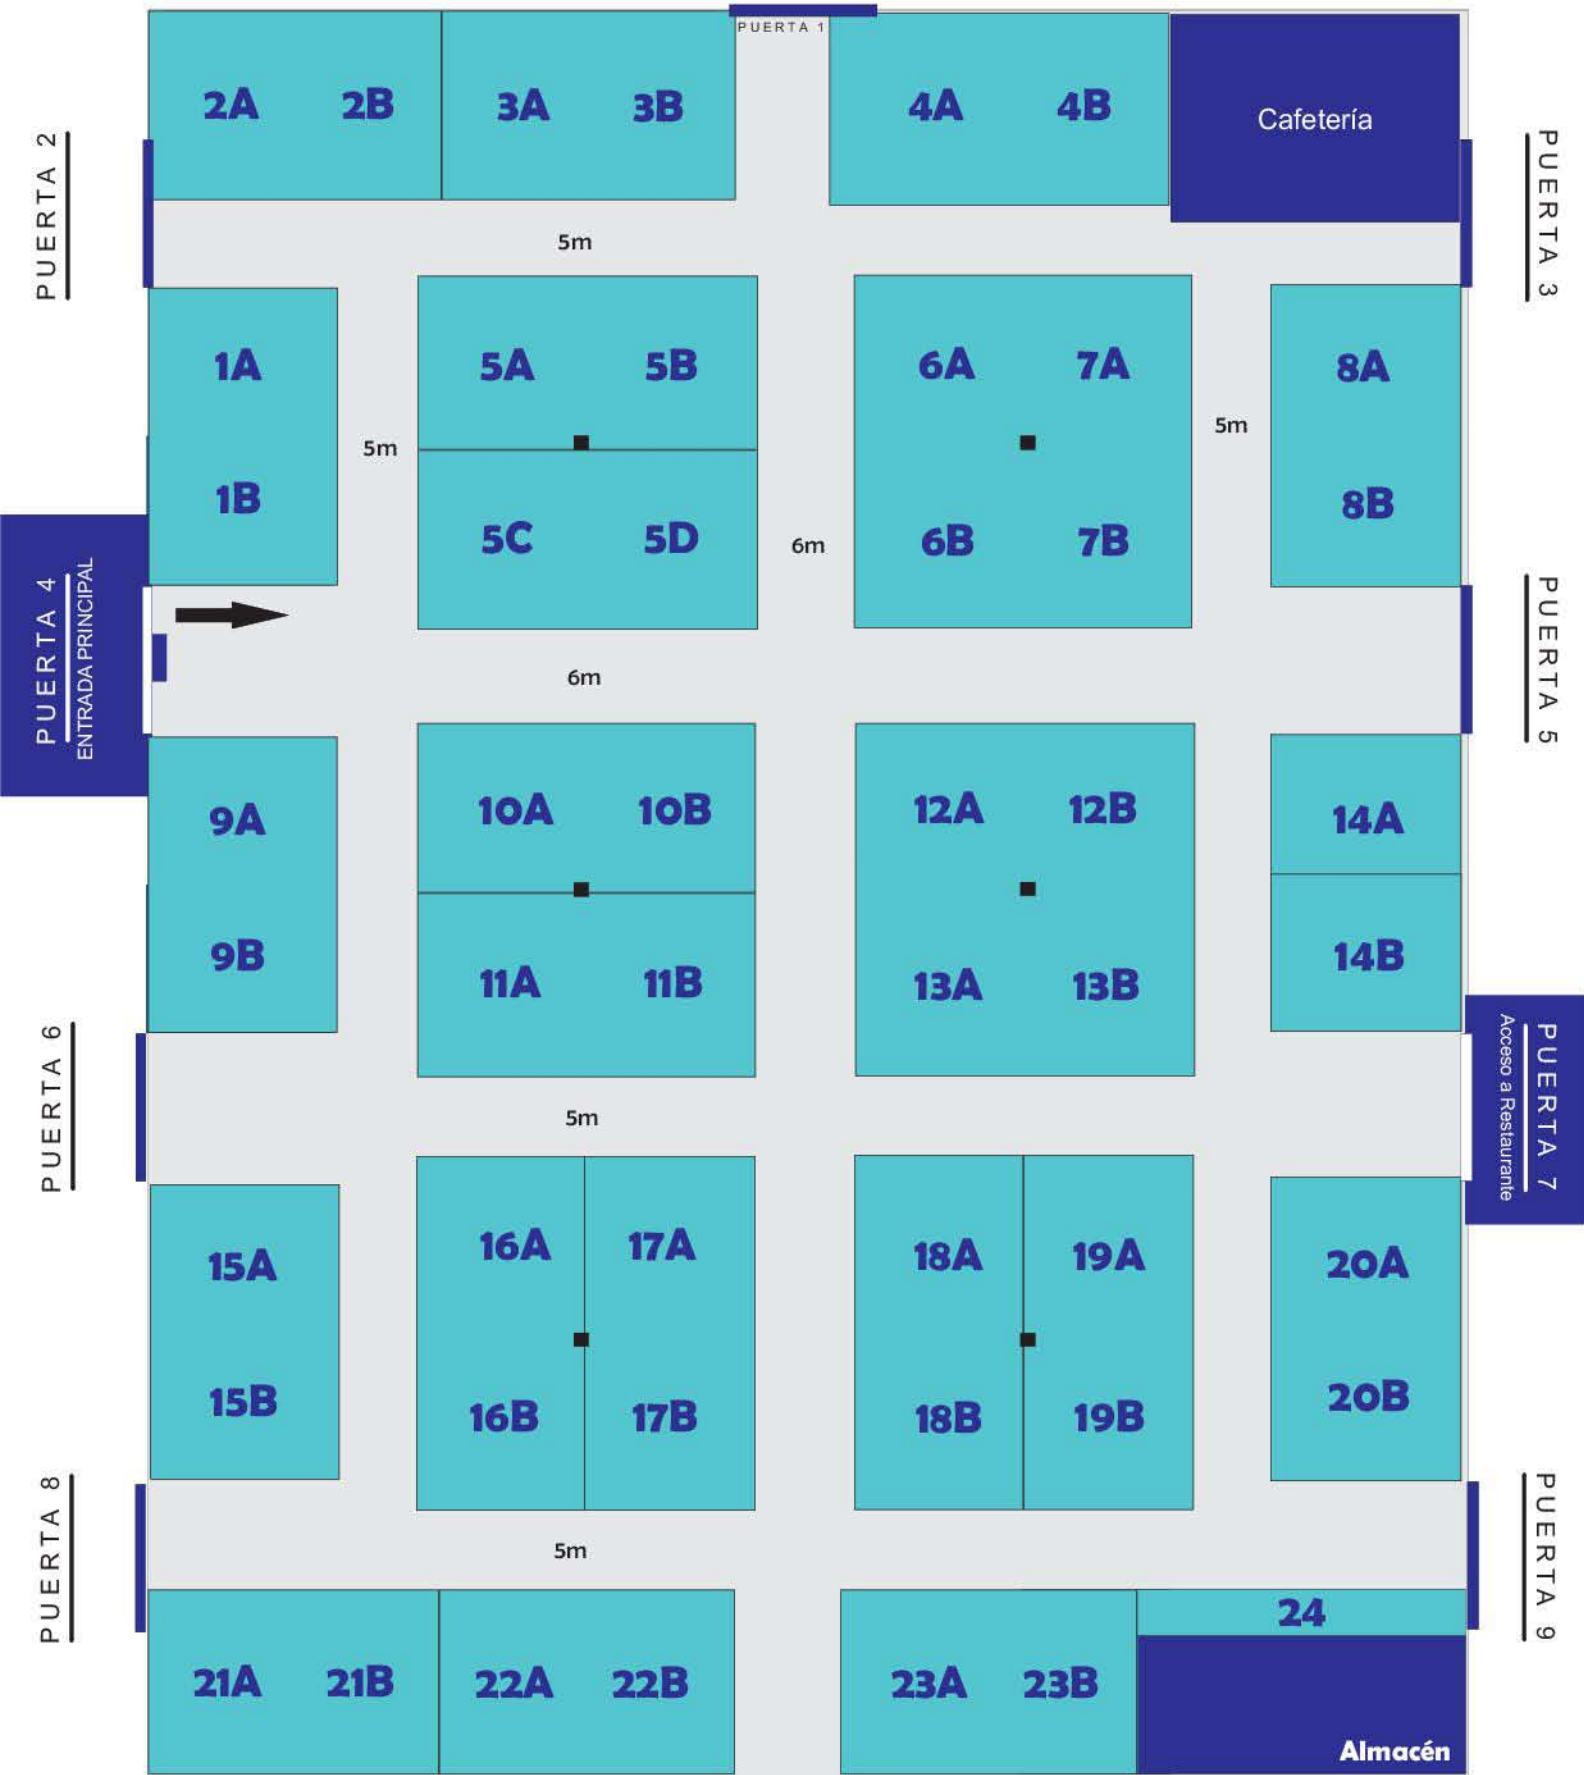 PUERTA 1
2A 2B 3A 3B 4A 4B Cafetería
PUERTA 2
PUERTA 3
5m
1A 5A 5B 6A 7A 8A
5m
5m
1B 5C 5D 6B 7B 8B
6m
PUERTA 4
ENTRADA PRINCIPAL
PUERTA 5
6m
9A 10A 10B 12A 12B 14A
9B 11A 11B 13A 13B 14B
PUERTA 6
PUERTA 7
Acceso a Restaurante
5m
15A 16A 17A 18A 19A 20A
15B 16B 17B 18B 19B 20B
PUERTA 8
PUERTA 9
5m
24
21A 21B 22A 22B 23A 23B
Almacén